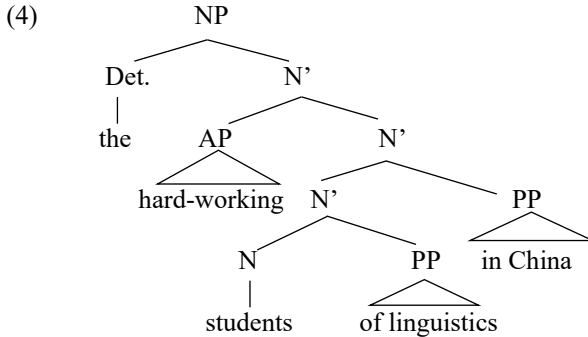 (4) NP
Det. N’
the AP N’
hard-working N’ PP
N PP in China
students of linguistics